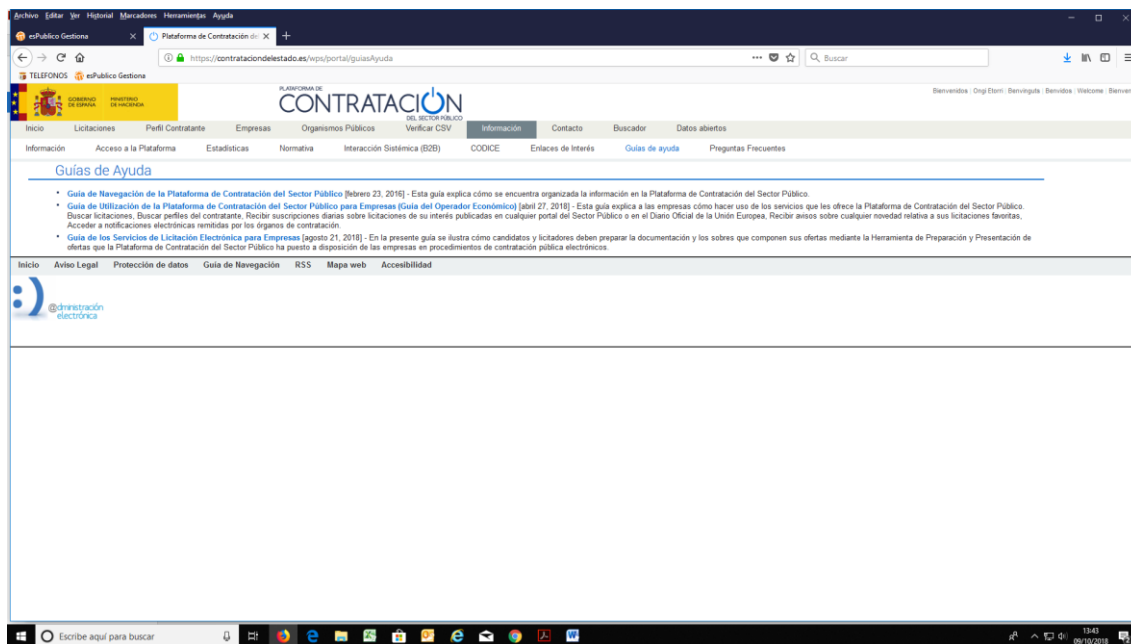 Archivo Editar Ver Historial Marcadores Herramientas Ayuda
esPublico Gestiona
Plataforma de Contratación de
https://contrataciondelestado.es/wps/portal/guiasAyuda
Buscar
TELEFONOS esPublico Gestiona
GOBIERNO DE ESPAÑA
MINISTERIO DE HACIENDA
PLATAFORMA DE
CONTRATACIÓN
DEL SECTOR PÚBLICO
Bienvenidos | Ongi Etorri | Benvinguts | Benvidos | Welcome | Bienven
Inicio Licitaciones Perfil Contratante Empresas Organismos Públicos Verificar CSV Información Contacto Buscador Datos abiertos
Información Acceso a la Plataforma Estadísticas Normativa Interacción Sistémica (B2B) CODICE Enlaces de Interés Guías de ayuda Preguntas Frecuentes
Guías de Ayuda
• Guía de Navegación de la Plataforma de Contratación del Sector Público [febrero 23, 2016] - Esta guía explica cómo se encuentra organizada la información en la Plataforma de Contratación del Sector Público.
• Guía de Utilización de la Plataforma de Contratación del Sector Público para Empresas (Guía del Operador Económico) [abril 27, 2018] - Esta guía explica a las empresas cómo hacer uso de los servicios que les ofrece la Plataforma de Contratación del Sector Público.
Buscar licitaciones, Buscar perfiles del contratante, Recibir suscripciones diarias sobre licitaciones de su interés publicadas en cualquier portal del Sector Público o en el Diario Oficial de la Unión Europea, Recibir avisos sobre cualquier novedad relativa a sus licitaciones favoritas,
Acceder a notificaciones electrónicas remitidas por los órganos de contratación.
• Guía de los Servicios de Licitación Electrónica para Empresas [agosto 21, 2018] - En la presente guía se ilustra cómo candidatos y licitadores deben preparar la documentación y los sobres que componen sus ofertas mediante la Herramienta de Preparación y Presentación de
ofertas que la Plataforma de Contratación del Sector Público ha puesto a disposición de las empresas en procedimientos de contratación pública electrónicos.
Inicio Aviso Legal Protección de datos Guía de Navegación RSS Mapa web Accesibilidad
@dministración
electrónica
Escribe aquí para buscar
13:43
09/10/2018